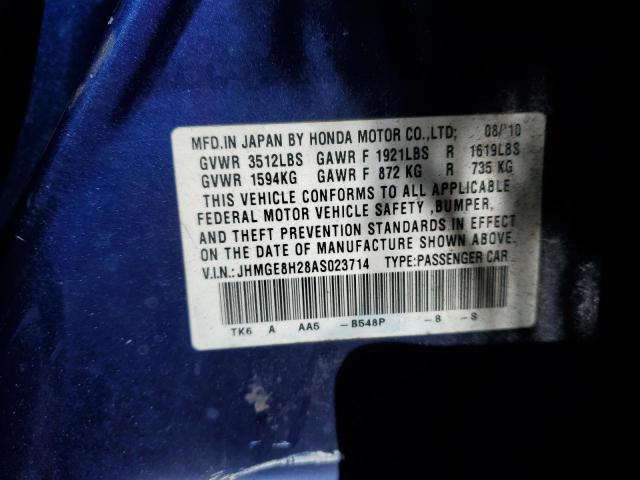 MFD.IN JAPAN BY HONDA MOTOR CO.,LTD; 08/10
GVWR 3512LBS GAWR F 1921LBS R 1619LBS
GVWR 1594KG GAWR F 872 KG R 735 KG
THIS VEHICLE CONFORMS TO ALL APPLICABLE
FEDERAL MOTOR VEHICLE SAFETY ,BUMPER,
AND THEFT PREVENTION STANDARDS IN EFFECT
ON THE DATE OF MANUFACTURE SHOWN ABOVE.
V.I.N.:JHMGE8H28AS023714 TYPE:PASSENGER CAR
TK6 A AA5 -B548P -8 -S